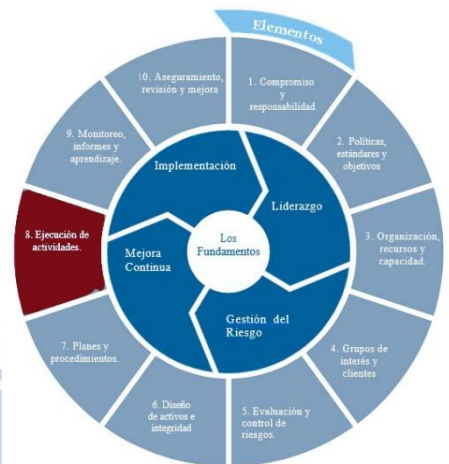 Elementos
1. Compromiso
y
responsabilidad
2. Políticas,
estándares y
objetivos
3. Organización,
recursos y
capacidad.
4. Grupos de
interés y
clientes
5. Evaluación y
control de
riesgos.
6. Diseño
de activos e
integridad
7. Planes y
procedimientos.
8. Ejecución de
actividades.
9. Monitoreo,
informes y
aprendizaje.
10. Aseguramiento,
revisión y mejora
Implementación
Liderazgo
Los
Fundamentos
Mejora
Continua
Gestión del
Riesgo